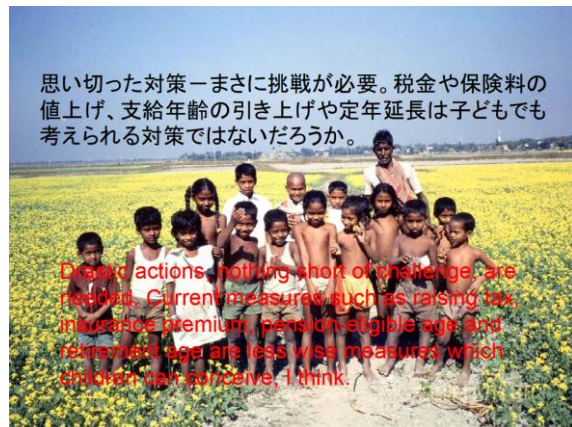 思い切った対策－まさに挑戦が必要。税金や保険料の
値上げ、支給年齢の引き上げや定年延長は子どもでも
考えられる対策ではないだろうか。
Drastic actions, nothing short of challenge, are
needed. Current measures such as raising tax,
insurance premium, pension-eligible age and
retirement age are less wise measures which
children can conceive, I think.